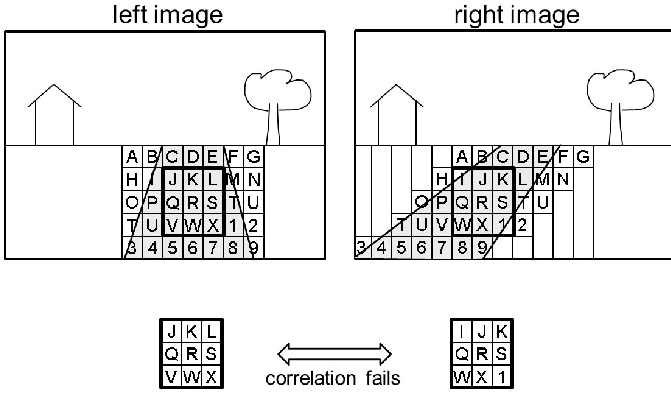 left image
A B C D E F G
H I J K L M N
O P Q R S T U
T U V W X 1 2
3 4 5 6 7 8 9
right image
A B C D E F G
H I J K L M N
O P Q R S T U
T U V W X 1 2
3 4 5 6 7 8 9
J K L
Q R S
V W X
correlation fails
I J K
Q R S
W X 1